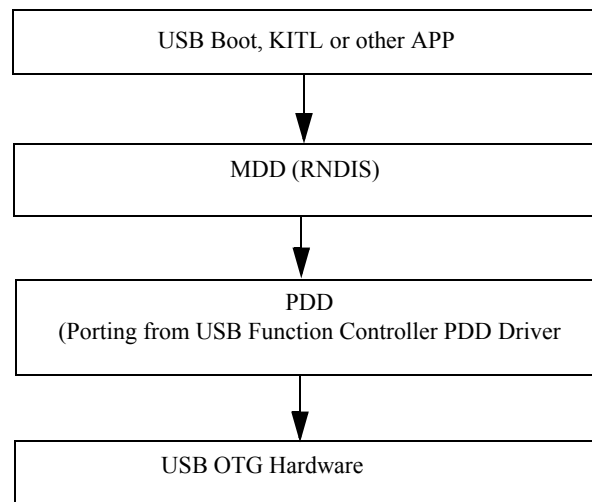 USB Boot, KITL or other APP
MDD (RNDIS)
PDD
(Porting from USB Function Controller PDD Driver
USB OTG Hardware